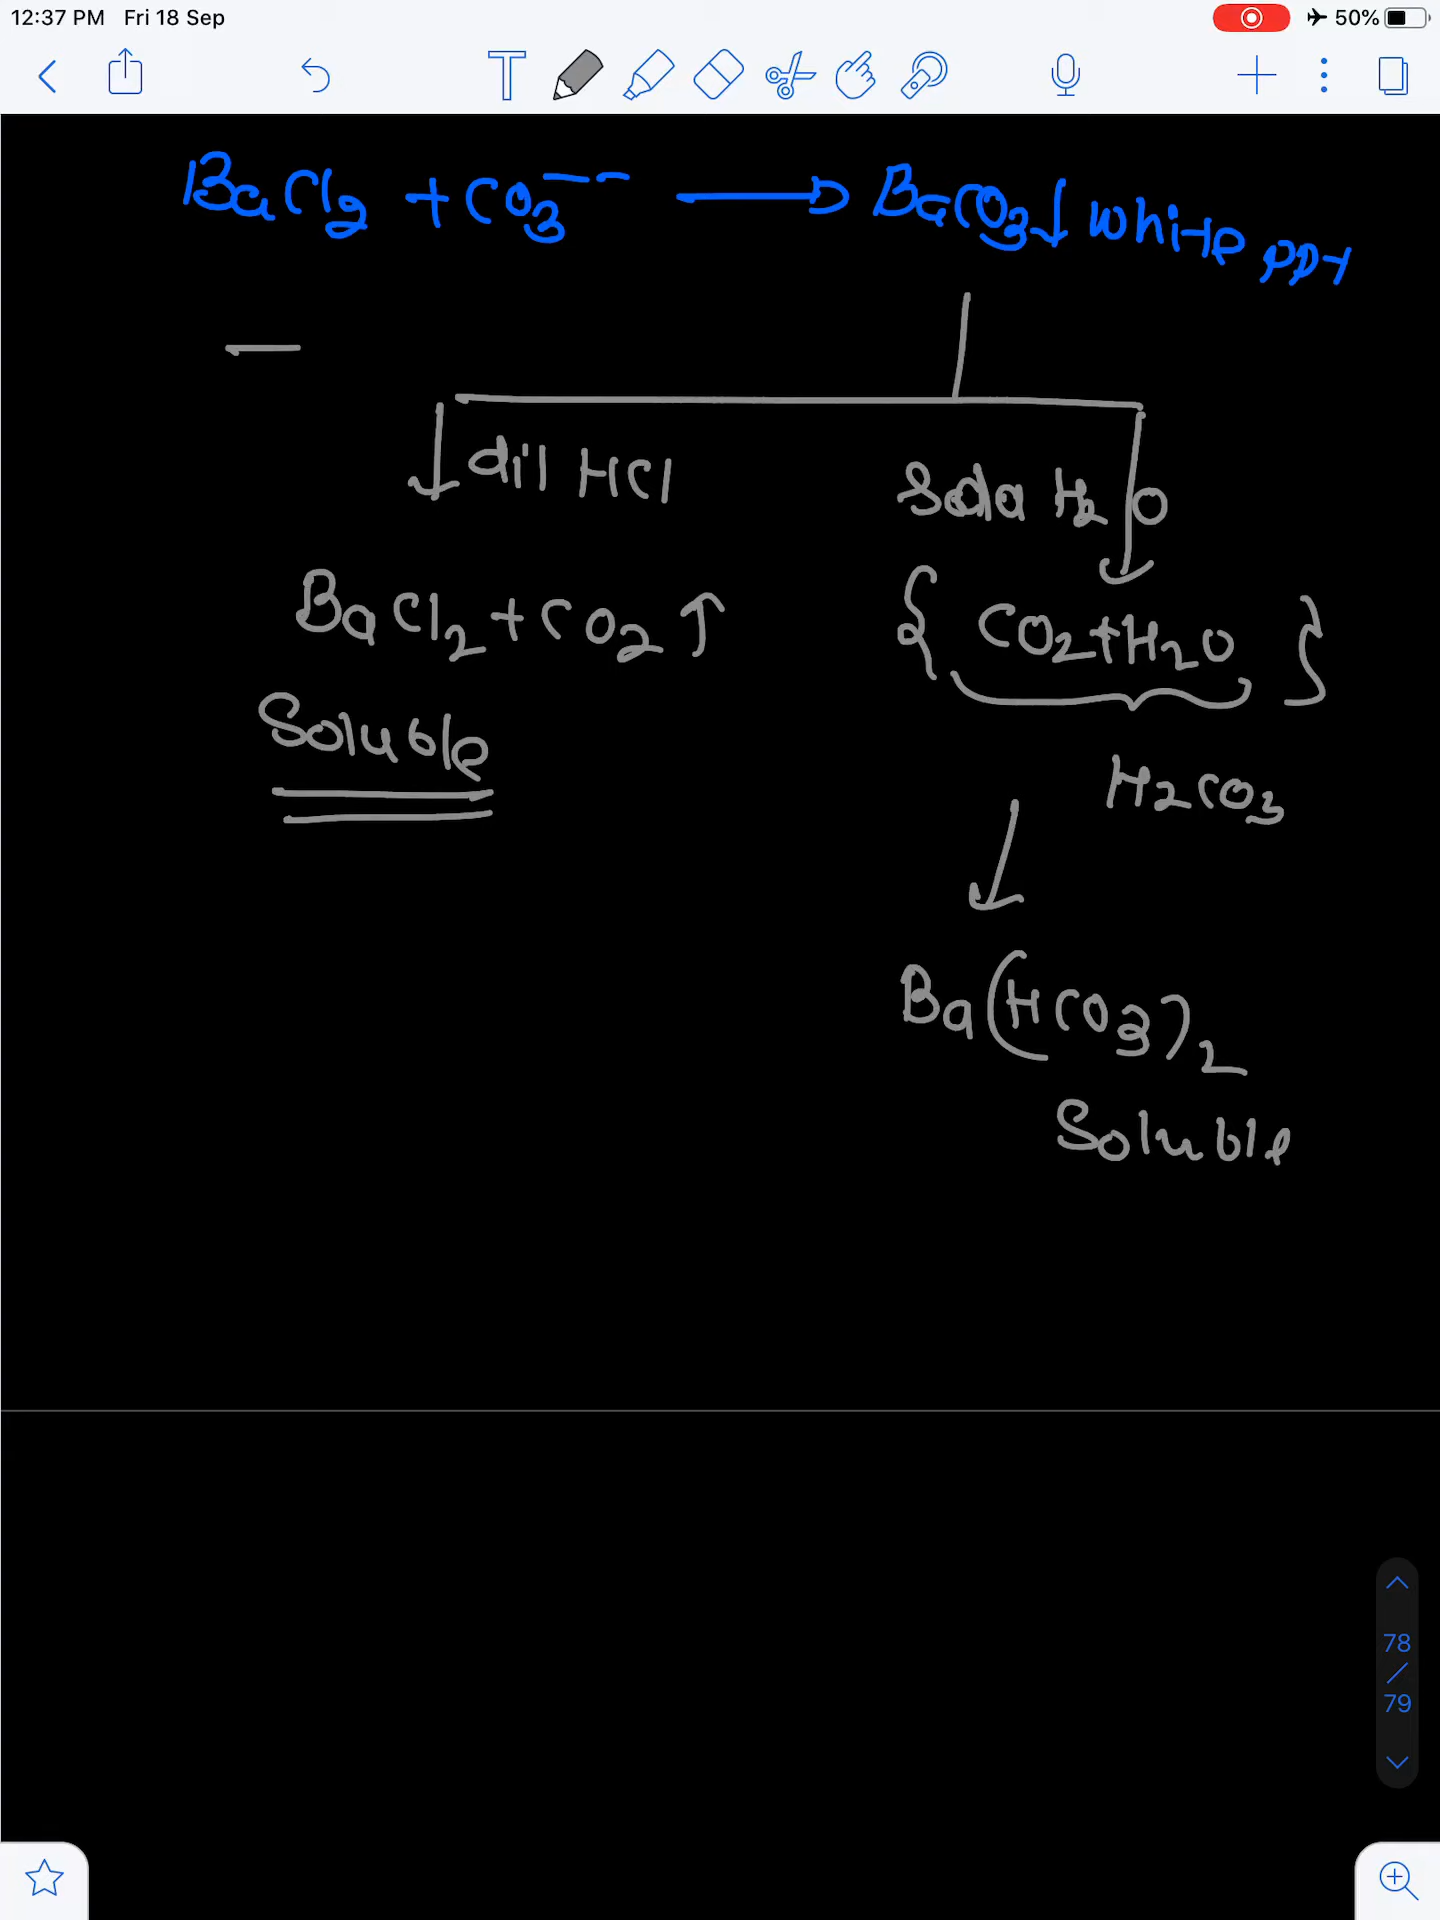 12:37 PM Fri 18 Sep 50%
BaCl2 + CO3-- → BaCO3↓ white ppt
dil HCl
Soda H2O
BaCl2 + CO2 ↑
{ CO2 + H2O }
Soluble
H2CO3
Ba(HCO3)2
Soluble
78
/
79